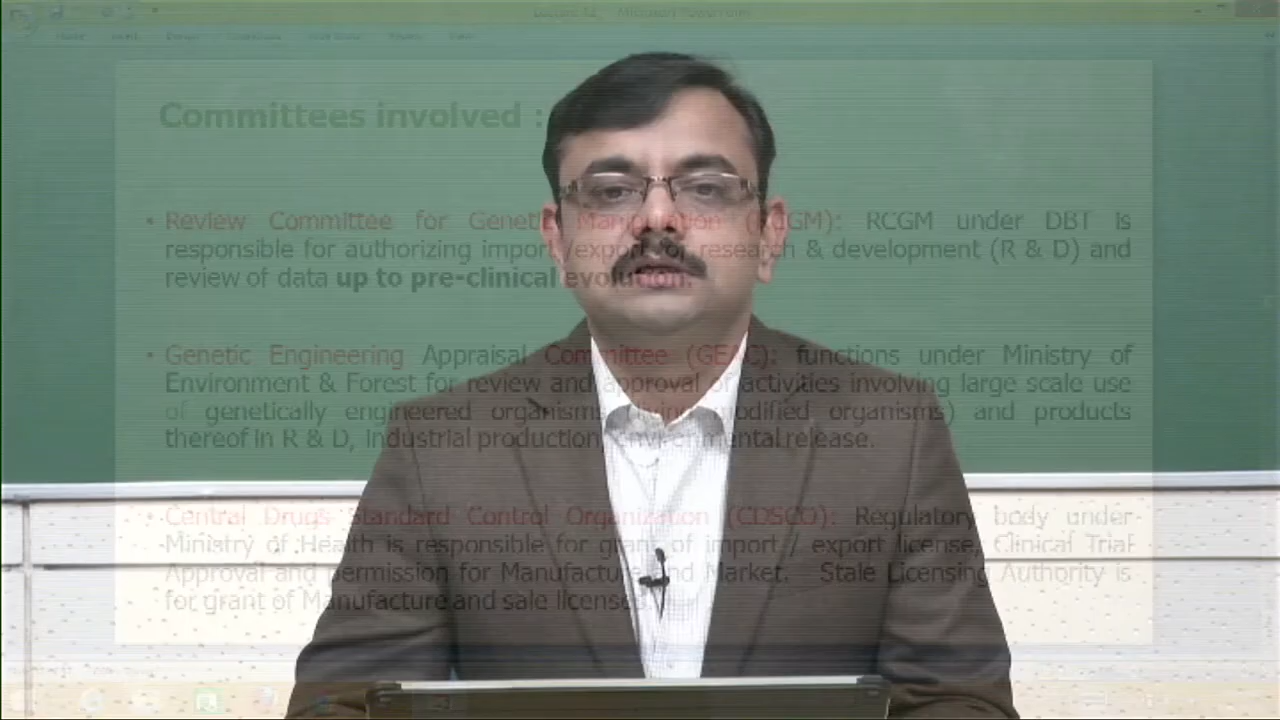 Committees involved :
• Review Committee for Genetic Manipulation (RCGM): RCGM under DBT is
responsible for authorizing import/export for research & development (R & D) and
review of data up to pre-clinical evolution.
• Genetic Engineering Appraisal Committee (GEAC): functions under Ministry of
Environment & Forest for review and approval of activities involving large scale use
of genetically engineered organisms (living modified organisms) and products
thereof in R & D, industrial production, environmental release.
• Central Drugs Standard Control Organization (CDSCO): Regulatory body under
Ministry of Health is responsible for grant of import / export license, Clinical Trial
Approval and permission for Manufacture and Market. Stale Licensing Authority is
for grant of Manufacture and sale licenses.